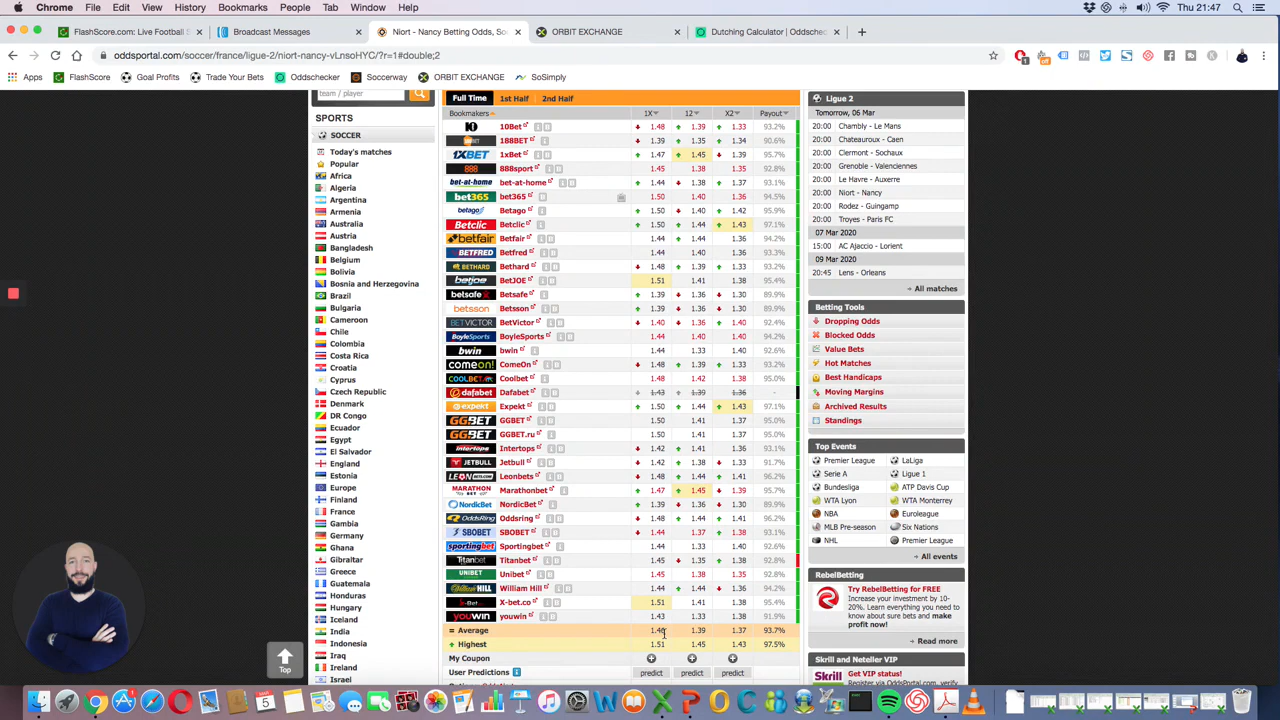 Chrome File Edit View History Bookmarks People Tab Window Help Thu 21:47
FlashScore.com: Live Football S Broadcast Messages Niort - Nancy Betting Odds, So ORBIT EXCHANGE Dutching Calculator | Oddsche
oddsportal.com/soccer/france/ligue-2/niort-nancy-vLnsoHYC/?r=1#double;2
Apps FlashScore Goal Profits Trade Your Bets Oddschecker Soccerway ORBIT EXCHANGE SoSimply
team / player
SPORTS
SOCCER
Today's matches
Popular
Africa
Algeria
Argentina
Armenia
Australia
Austria
Bangladesh
Belgium
Bolivia
Bosnia and Herzegovina
Brazil
Bulgaria
Cameroon
Chile
Colombia
Costa Rica
Croatia
Cyprus
Czech Republic
Denmark
DR Congo
Ecuador
Egypt
El Salvador
England
Estonia
Europe
Finland
France
Gambia
Germany
Ghana
Gibraltar
Greece
Guatemala
Honduras
Hungary
Iceland
India
Indonesia
Iraq
Ireland
Israel
Top
Full Time 1st Half 2nd Half
Bookmakers 1X 12 X2 Payout
10Bet 1.48 1.39 1.33 93.2%
188BET 1.39 1.35 1.34 90.6%
1xBet 1.47 1.45 1.39 95.7%
888sport 1.45 1.38 1.35 92.8%
bet-at-home 1.44 1.38 1.37 93.1%
bet365 1.50 1.40 1.36 94.5%
Betago 1.50 1.40 1.42 95.9%
Betclic 1.50 1.44 1.43 97.1%
Betfair 1.44 1.44 1.36 94.2%
Betfred 1.44 1.40 1.36 93.2%
Bethard 1.48 1.39 1.33 93.2%
BetJOE 1.51 1.41 1.38 95.4%
Betsafe 1.39 1.36 1.30 89.9%
Betsson 1.39 1.36 1.30 89.9%
BetVictor 1.40 1.36 1.40 92.4%
BoyleSports 1.44 1.40 1.40 94.2%
bwin 1.44 1.33 1.40 92.6%
ComeOn 1.48 1.39 1.33 93.2%
Coolbet 1.48 1.42 1.38 95.0%
Dafabet 1.43 1.39 1.36 -
Expekt 1.50 1.44 1.43 97.1%
GGBET 1.50 1.41 1.37 95.0%
GGBET.ru 1.50 1.41 1.37 95.0%
Intertops 1.42 1.41 1.37 93.3%
Jetbull 1.42 1.38 1.33 91.7%
Leonbets 1.48 1.44 1.41 96.2%
Marathonbet 1.47 1.45 1.39 95.7%
NordicBet 1.39 1.36 1.30 89.9%
Oddsring 1.48 1.44 1.41 96.2%
SBOBET 1.44 1.37 1.38 93.1%
Sportingbet 1.44 1.33 1.40 92.6%
Titanbet 1.45 1.35 1.38 92.8%
Unibet 1.45 1.38 1.35 92.8%
William Hill 1.44 1.44 1.36 94.2%
X-bet.co 1.51 1.41 1.38 95.4%
youwin 1.43 1.33 1.38 91.9%
Average 1.46 1.39 1.37 93.7%
Highest 1.51 1.45 1.43 97.5%
My Coupon
User Predictions predict predict predict
Ligue 2
Tomorrow, 06 Mar
20:00 Chambly - Le Mans
20:00 Chateauroux - Caen
20:00 Clermont - Sochaux
20:00 Grenoble - Valenciennes
20:00 Le Havre - Auxerre
20:00 Niort - Nancy
20:00 Rodez - Guingamp
20:00 Troyes - Paris FC
07 Mar 2020
15:00 AC Ajaccio - Lorient
09 Mar 2020
20:45 Lens - Orleans
All matches
Betting Tools
Dropping Odds
Blocked Odds
Value Bets
Hot Matches
Best Handicaps
Moving Margins
Archived Results
Standings
Top Events
Premier League LaLiga
Serie A Ligue 1
Bundesliga ATP Davis Cup
WTA Lyon WTA Monterrey
NBA Euroleague
MLB Pre-season Six Nations
NHL Premier League
All events
RebelBetting
Try RebelBetting for FREE
Increase your investment by 10-
20%. Learn everything you need
to know about sure bets and make
profit now!
Read more
Skrill and Neteller VIP
Get VIP status!